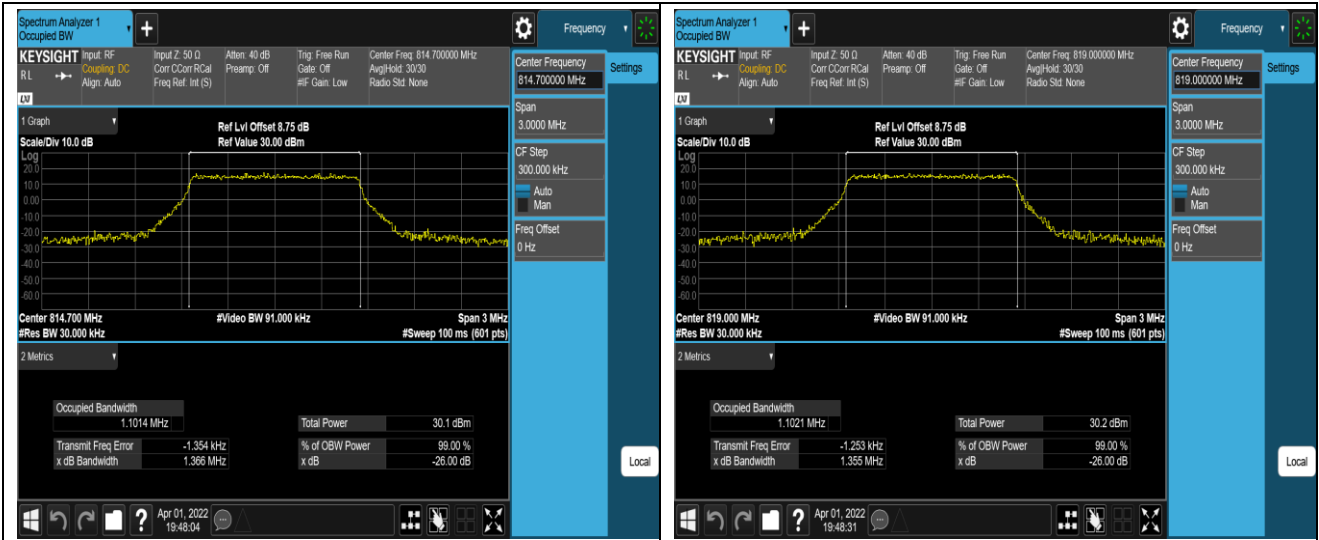 Spectrum Analyzer 1
Occupied BW
+
Frequency
KEYSIGHT
RL
LXI
Input: RF
Coupling: DC
Align: Auto
Input Z: 50 Ω
Corr CCorr RCal
Freq Ref: Int (S)
Atten: 40 dB
Preamp: Off
Trig: Free Run
Gate: Off
#IF Gain: Low
Center Freq: 814.700000 MHz
Avg|Hold: 30/30
Radio Std: None
Center Frequency
814.700000 MHz
Settings
Span
3.0000 MHz
CF Step
300.000 kHz
Auto
Man
Freq Offset
0 Hz
1 Graph
Scale/Div 10.0 dB
Ref Lvl Offset 8.75 dB
Ref Value 30.00 dBm
Log
20.0
10.0
0.00
-10.0
-20.0
-30.0
-40.0
-50.0
-60.0
Center 814.700 MHz
#Video BW 91.000 kHz
Span 3 MHz
#Res BW 30.000 kHz
#Sweep 100 ms (601 pts)
2 Metrics
Occupied Bandwidth
1.1014 MHz
Total Power 30.1 dBm
Transmit Freq Error -1.354 kHz
% of OBW Power 99.00 %
x dB Bandwidth 1.366 MHz
x dB -26.00 dB
Local
?
Apr 01, 2022
19:48:04
Spectrum Analyzer 1
Occupied BW
+
Frequency
KEYSIGHT
RL
LXI
Input: RF
Coupling: DC
Align: Auto
Input Z: 50 Ω
Corr CCorr RCal
Freq Ref: Int (S)
Atten: 40 dB
Preamp: Off
Trig: Free Run
Gate: Off
#IF Gain: Low
Center Freq: 819.000000 MHz
Avg|Hold: 30/30
Radio Std: None
Center Frequency
819.000000 MHz
Settings
Span
3.0000 MHz
CF Step
300.000 kHz
Auto
Man
Freq Offset
0 Hz
1 Graph
Scale/Div 10.0 dB
Ref Lvl Offset 8.75 dB
Ref Value 30.00 dBm
Log
20.0
10.0
0.00
-10.0
-20.0
-30.0
-40.0
-50.0
-60.0
Center 819.000 MHz
#Video BW 91.000 kHz
Span 3 MHz
#Res BW 30.000 kHz
#Sweep 100 ms (601 pts)
2 Metrics
Occupied Bandwidth
1.1021 MHz
Total Power 30.2 dBm
Transmit Freq Error -1.253 kHz
% of OBW Power 99.00 %
x dB Bandwidth 1.355 MHz
x dB -26.00 dB
Local
?
Apr 01, 2022
19:48:31